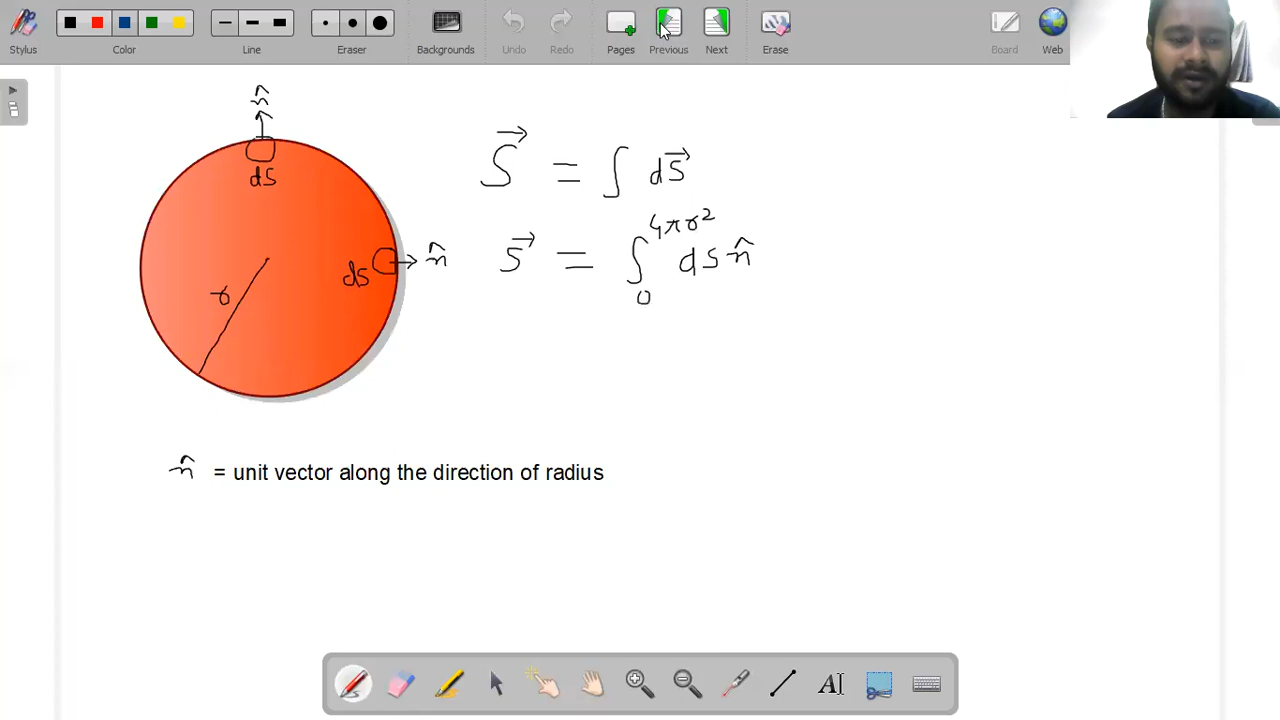 Stylus
Color
Line
Eraser
Backgrounds
Undo
Redo
Pages
Previous
Next
Erase
Board
Web
n̂
dS
dS
n̂
r
S⃗ = ∫ dS⃗
S⃗ = ∫₀^{4πr²} dS n̂
n̂ = unit vector along the direction of radius